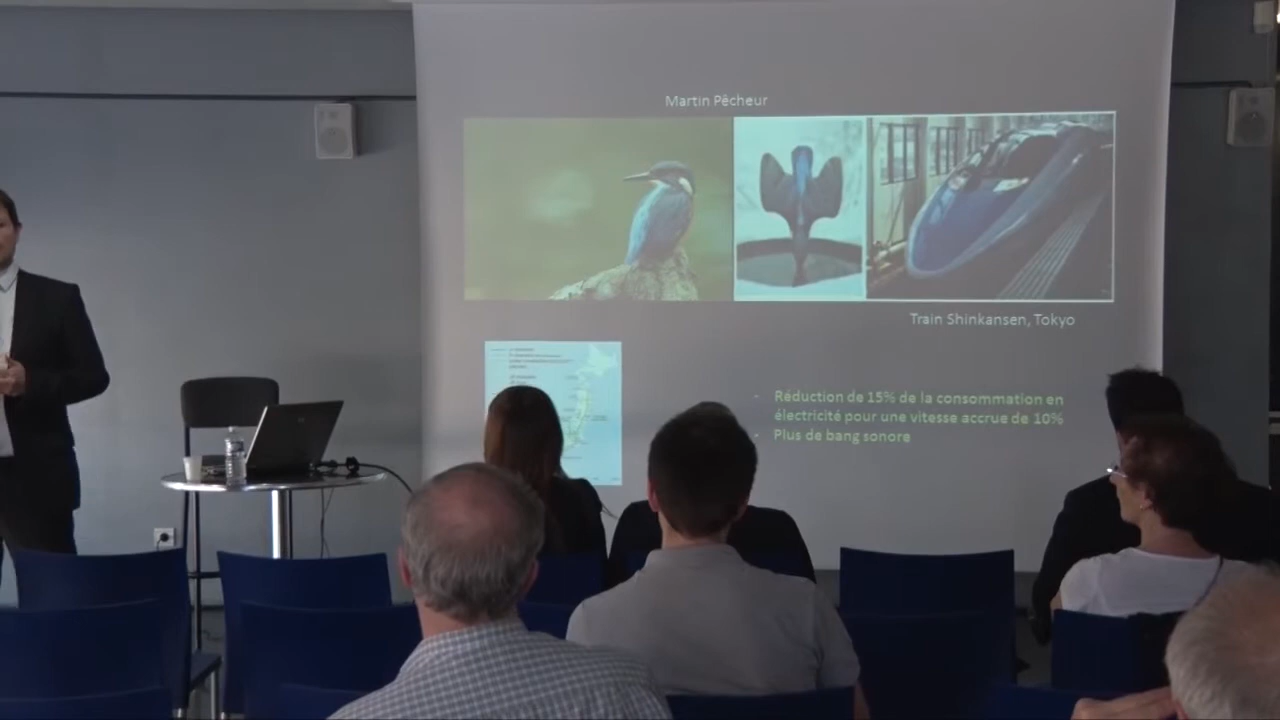 Martin Pêcheur
Train Shinkansen, Tokyo
- Réduction de 15% de la consommation en
électricité pour une vitesse accrue de 10%
- Plus de bang sonore